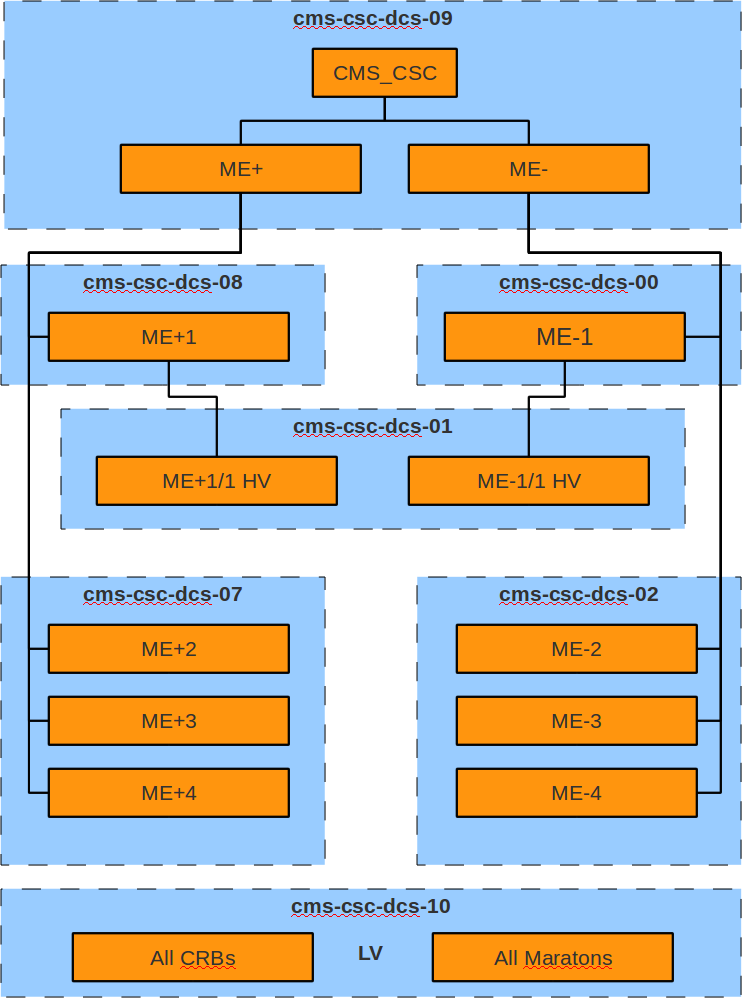 cms-csc-dcs-09
CMS_CSC
ME+
ME-
cms-csc-dcs-08
cms-csc-dcs-00
ME+1
ME-1
cms-csc-dcs-01
ME+1/1 HV
ME-1/1 HV
cms-csc-dcs-07
cms-csc-dcs-02
ME+2
ME-2
ME+3
ME-3
ME+4
ME-4
cms-csc-dcs-10
All CRBs
LV
All Maratons